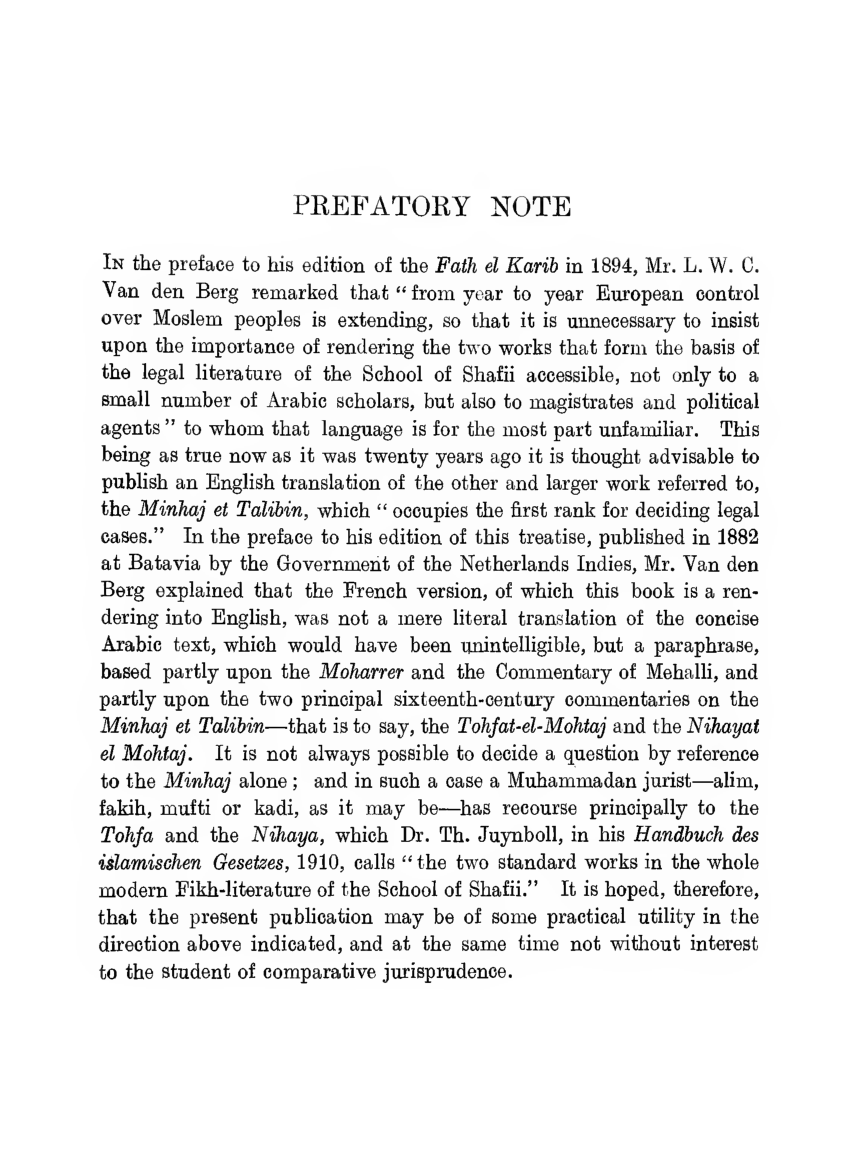 PREFATORY NOTE
IN the preface to his edition of the Fath el Karib in 1894, Mr. L. W. C.
Van den Berg remarked that “from year to year European control
over Moslem peoples is extending, so that it is unnecessary to insist
upon the importance of rendering the two works that form the basis of
the legal literature of the School of Shafii accessible, not only to a
small number of Arabic scholars, but also to magistrates and political
agents” to whom that language is for the most part unfamiliar. This
being as true now as it was twenty years ago it is thought advisable to
publish an English translation of the other and larger work referred to,
the Minhaj et Talibin, which “occupies the first rank for deciding legal
cases.” In the preface to his edition of this treatise, published in 1882
at Batavia by the Government of the Netherlands Indies, Mr. Van den
Berg explained that the French version, of which this book is a ren-
dering into English, was not a mere literal translation of the concise
Arabic text, which would have been unintelligible, but a paraphrase,
based partly upon the Moharrer and the Commentary of Mehalli, and
partly upon the two principal sixteenth-century commentaries on the
Minhaj et Talibin—that is to say, the Tohfat-el-Mohtaj and the Nihayat
el Mohtaj. It is not always possible to decide a question by reference
to the Minhaj alone; and in such a case a Muhammadan jurist—alim,
fakih, mufti or kadi, as it may be—has recourse principally to the
Tohfa and the Nihaya, which Dr. Th. Juynboll, in his Handbuch des
islamischen Gesetzes, 1910, calls “the two standard works in the whole
modern Fikh-literature of the School of Shafii.” It is hoped, therefore,
that the present publication may be of some practical utility in the
direction above indicated, and at the same time not without interest
to the student of comparative jurisprudence.